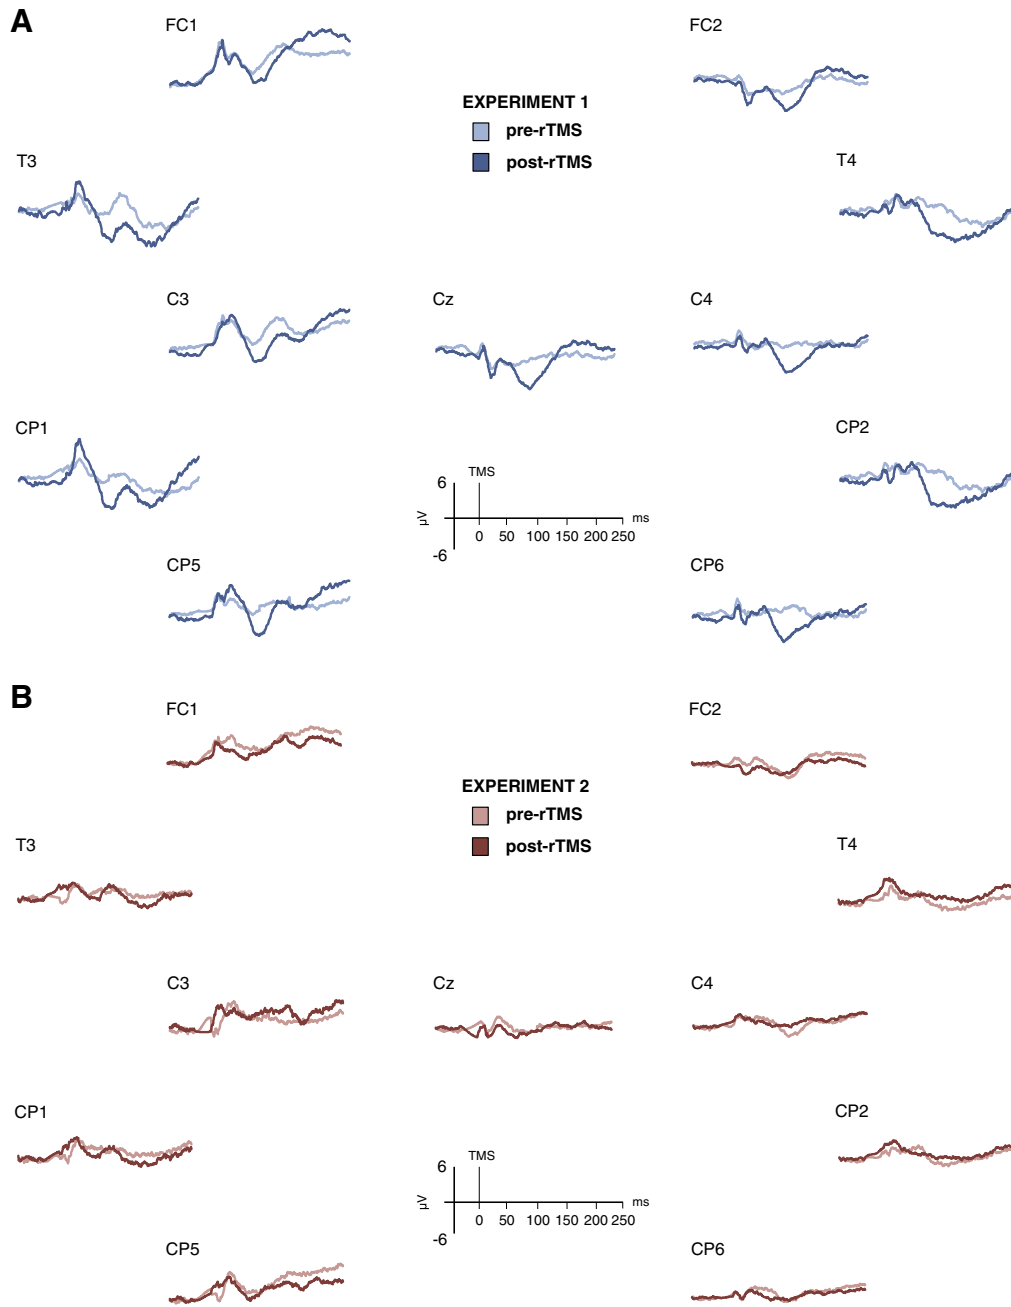 A
FC1
FC2
EXPERIMENT 1
pre-rTMS
post-rTMS
T3
T4
C3
Cz
C4
CP1
CP2
TMS
6
µV
ms
0 50 100 150 200 250
-6
CP5
CP6
B
FC1
FC2
EXPERIMENT 2
pre-rTMS
post-rTMS
T3
T4
C3
Cz
C4
CP1
CP2
TMS
6
µV
ms
0 50 100 150 200 250
-6
CP5
CP6